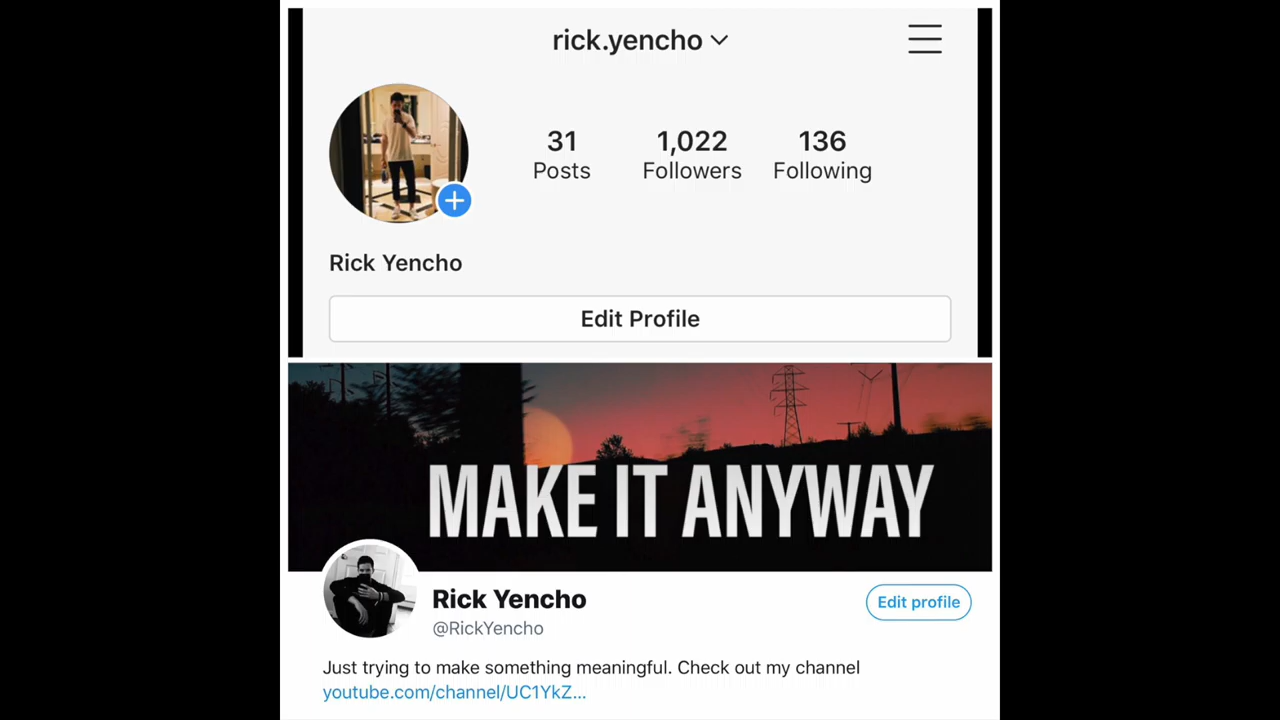 rick.yencho
31 1,022 136
Posts Followers Following
Rick Yencho
Edit Profile
MAKE IT ANYWAY
Rick Yencho
Edit profile
@RickYencho
Just trying to make something meaningful. Check out my channel
youtube.com/channel/UC1YkZ...